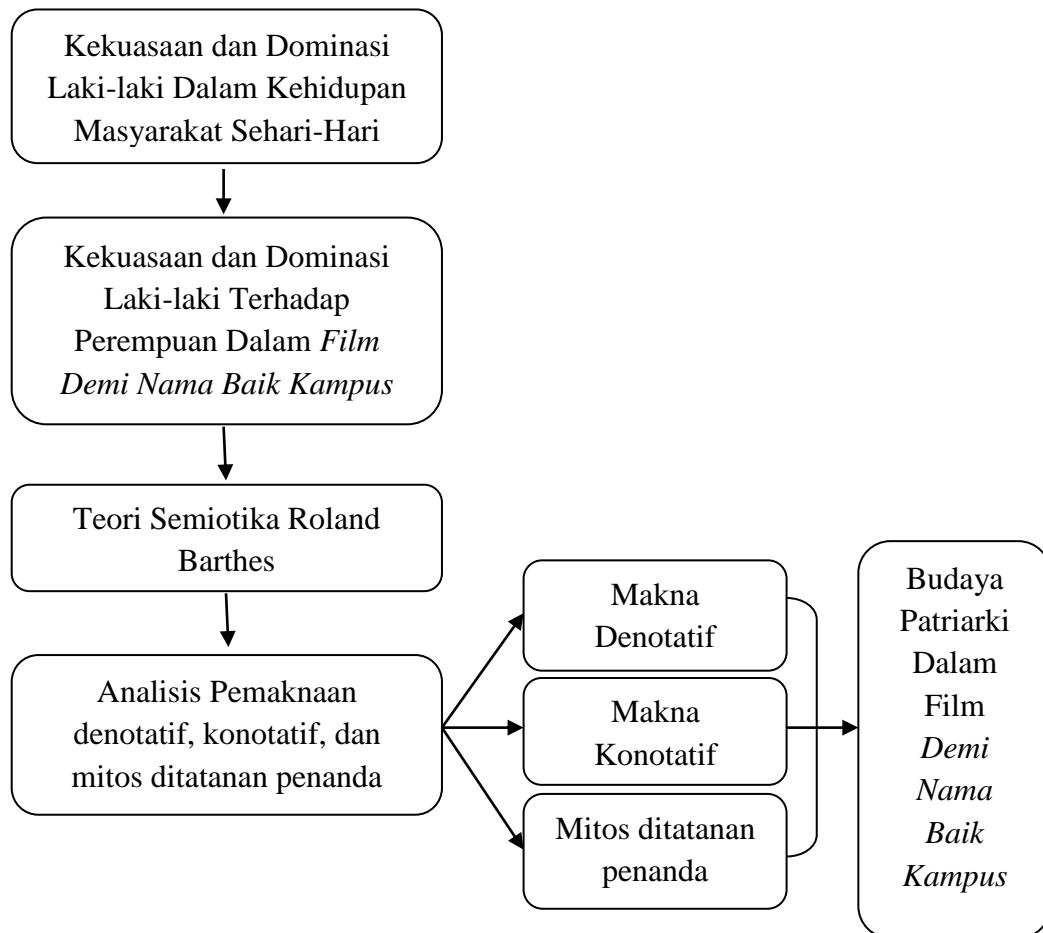 Kekuasaan dan Dominasi
Laki-laki Dalam Kehidupan
Masyarakat Sehari-Hari
Kekuasaan dan Dominasi
Laki-laki Terhadap
Perempuan Dalam Film
Demi Nama Baik Kampus
Teori Semiotika Roland
Barthes
Analisis Pemaknaan
denotatif, konotatif, dan
mitos ditatanan penanda
Makna
Denotatif
Makna
Konotatif
Mitos ditatanan
penanda
Budaya
Patriarki
Dalam
Film
Demi
Nama
Baik
Kampus